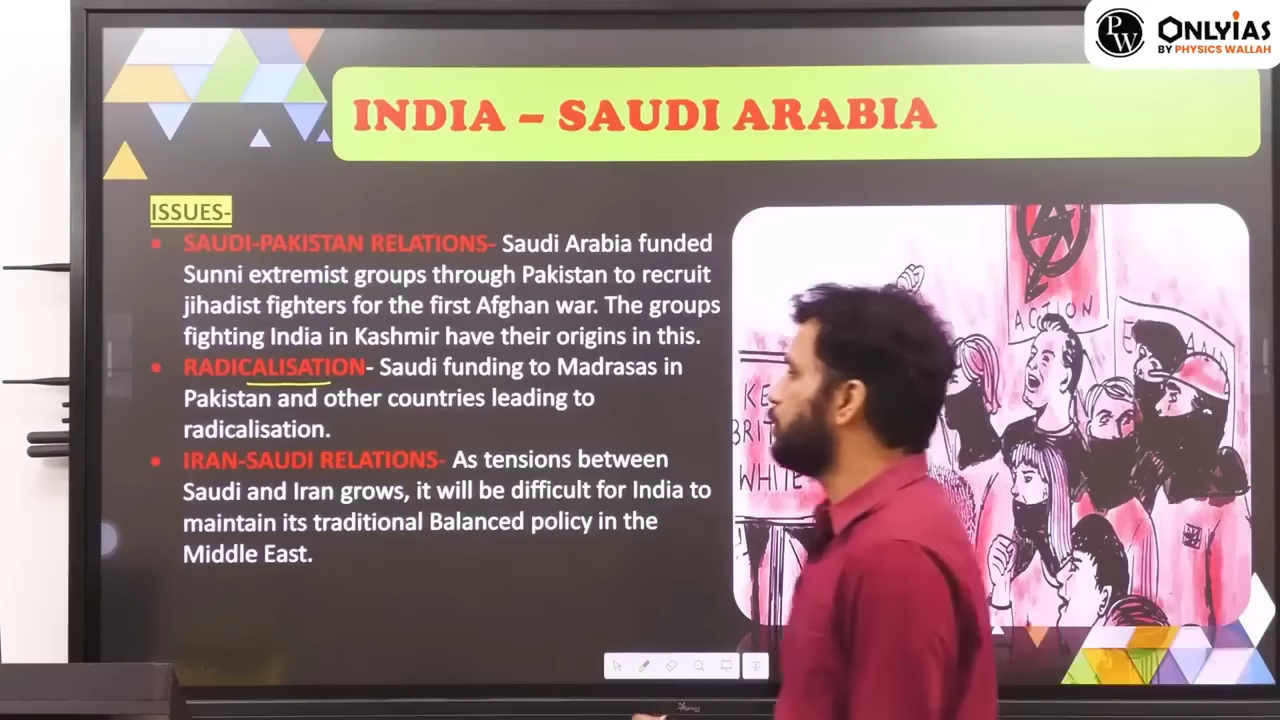 PW ONLYIAS
BY PHYSICS WALLAH
INDIA – SAUDI ARABIA
ISSUES-
SAUDI-PAKISTAN RELATIONS- Saudi Arabia funded
Sunni extremist groups through Pakistan to recruit
jihadist fighters for the first Afghan war. The groups
fighting India in Kashmir have their origins in this.
RADICALISATION- Saudi funding to Madrasas in
Pakistan and other countries leading to
radicalisation.
IRAN-SAUDI RELATIONS- As tensions between
Saudi and Iran grows, it will be difficult for India to
maintain its traditional Balanced policy in the
Middle East.
ACTION
WHITE